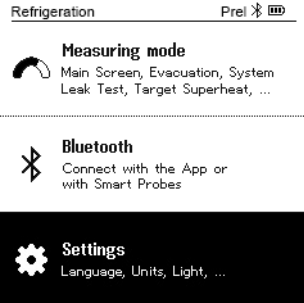 Refrigeration Prel
Measuring mode
Main Screen, Evacuation, System
Leak Test, Target Superheat, ...
Bluetooth
Connect with the App or
with Smart Probes
Settings
Language, Units, Light, ...